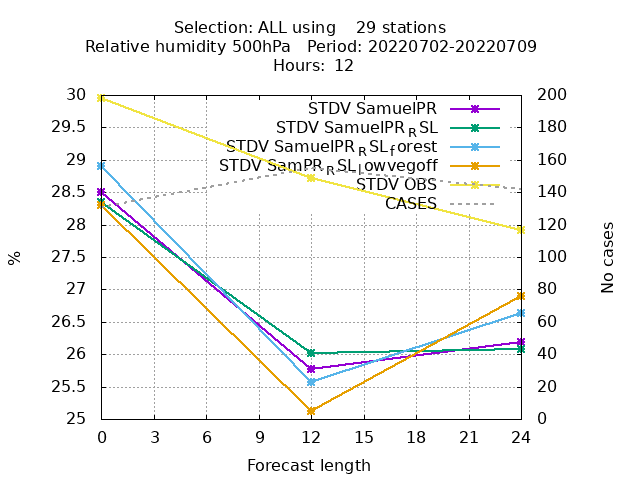 Selection: ALL using    29 stations
Relative humidity 500hPa   Period: 20220702-20220709
Hours:  12
STDV SamuelPR
STDV SamuelPR_RSL
STDV SamuelPR_RSL_forest
STDV SamPR_RSL_lowvegoff
STDV OBS
CASES
30
29.5
29
28.5
28
27.5
27
26.5
26
25.5
25
%
200
180
160
140
120
100
80
60
40
20
0
No cases
0 3 6 9 12 15 18 21 24
Forecast length